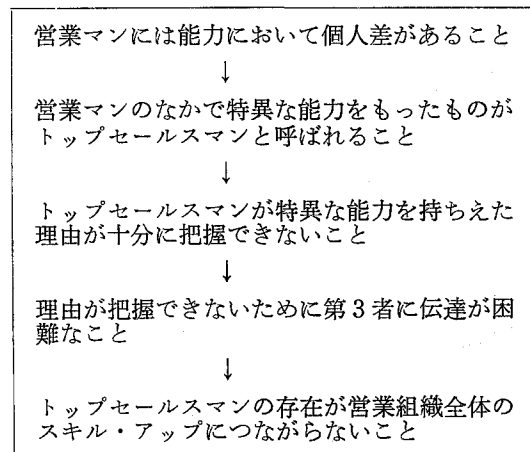 営業マンには能力において個人差があること
↓
営業マンのなかで特異な能力をもったものが
トップセールスマンと呼ばれること
↓
トップセールスマンが特異な能力を持ちえた
理由が十分に把握できないこと
↓
理由が把握できないために第3者に伝達が困
難なこと
↓
トップセールスマンの存在が営業組織全体の
スキル・アップにつながらないこと